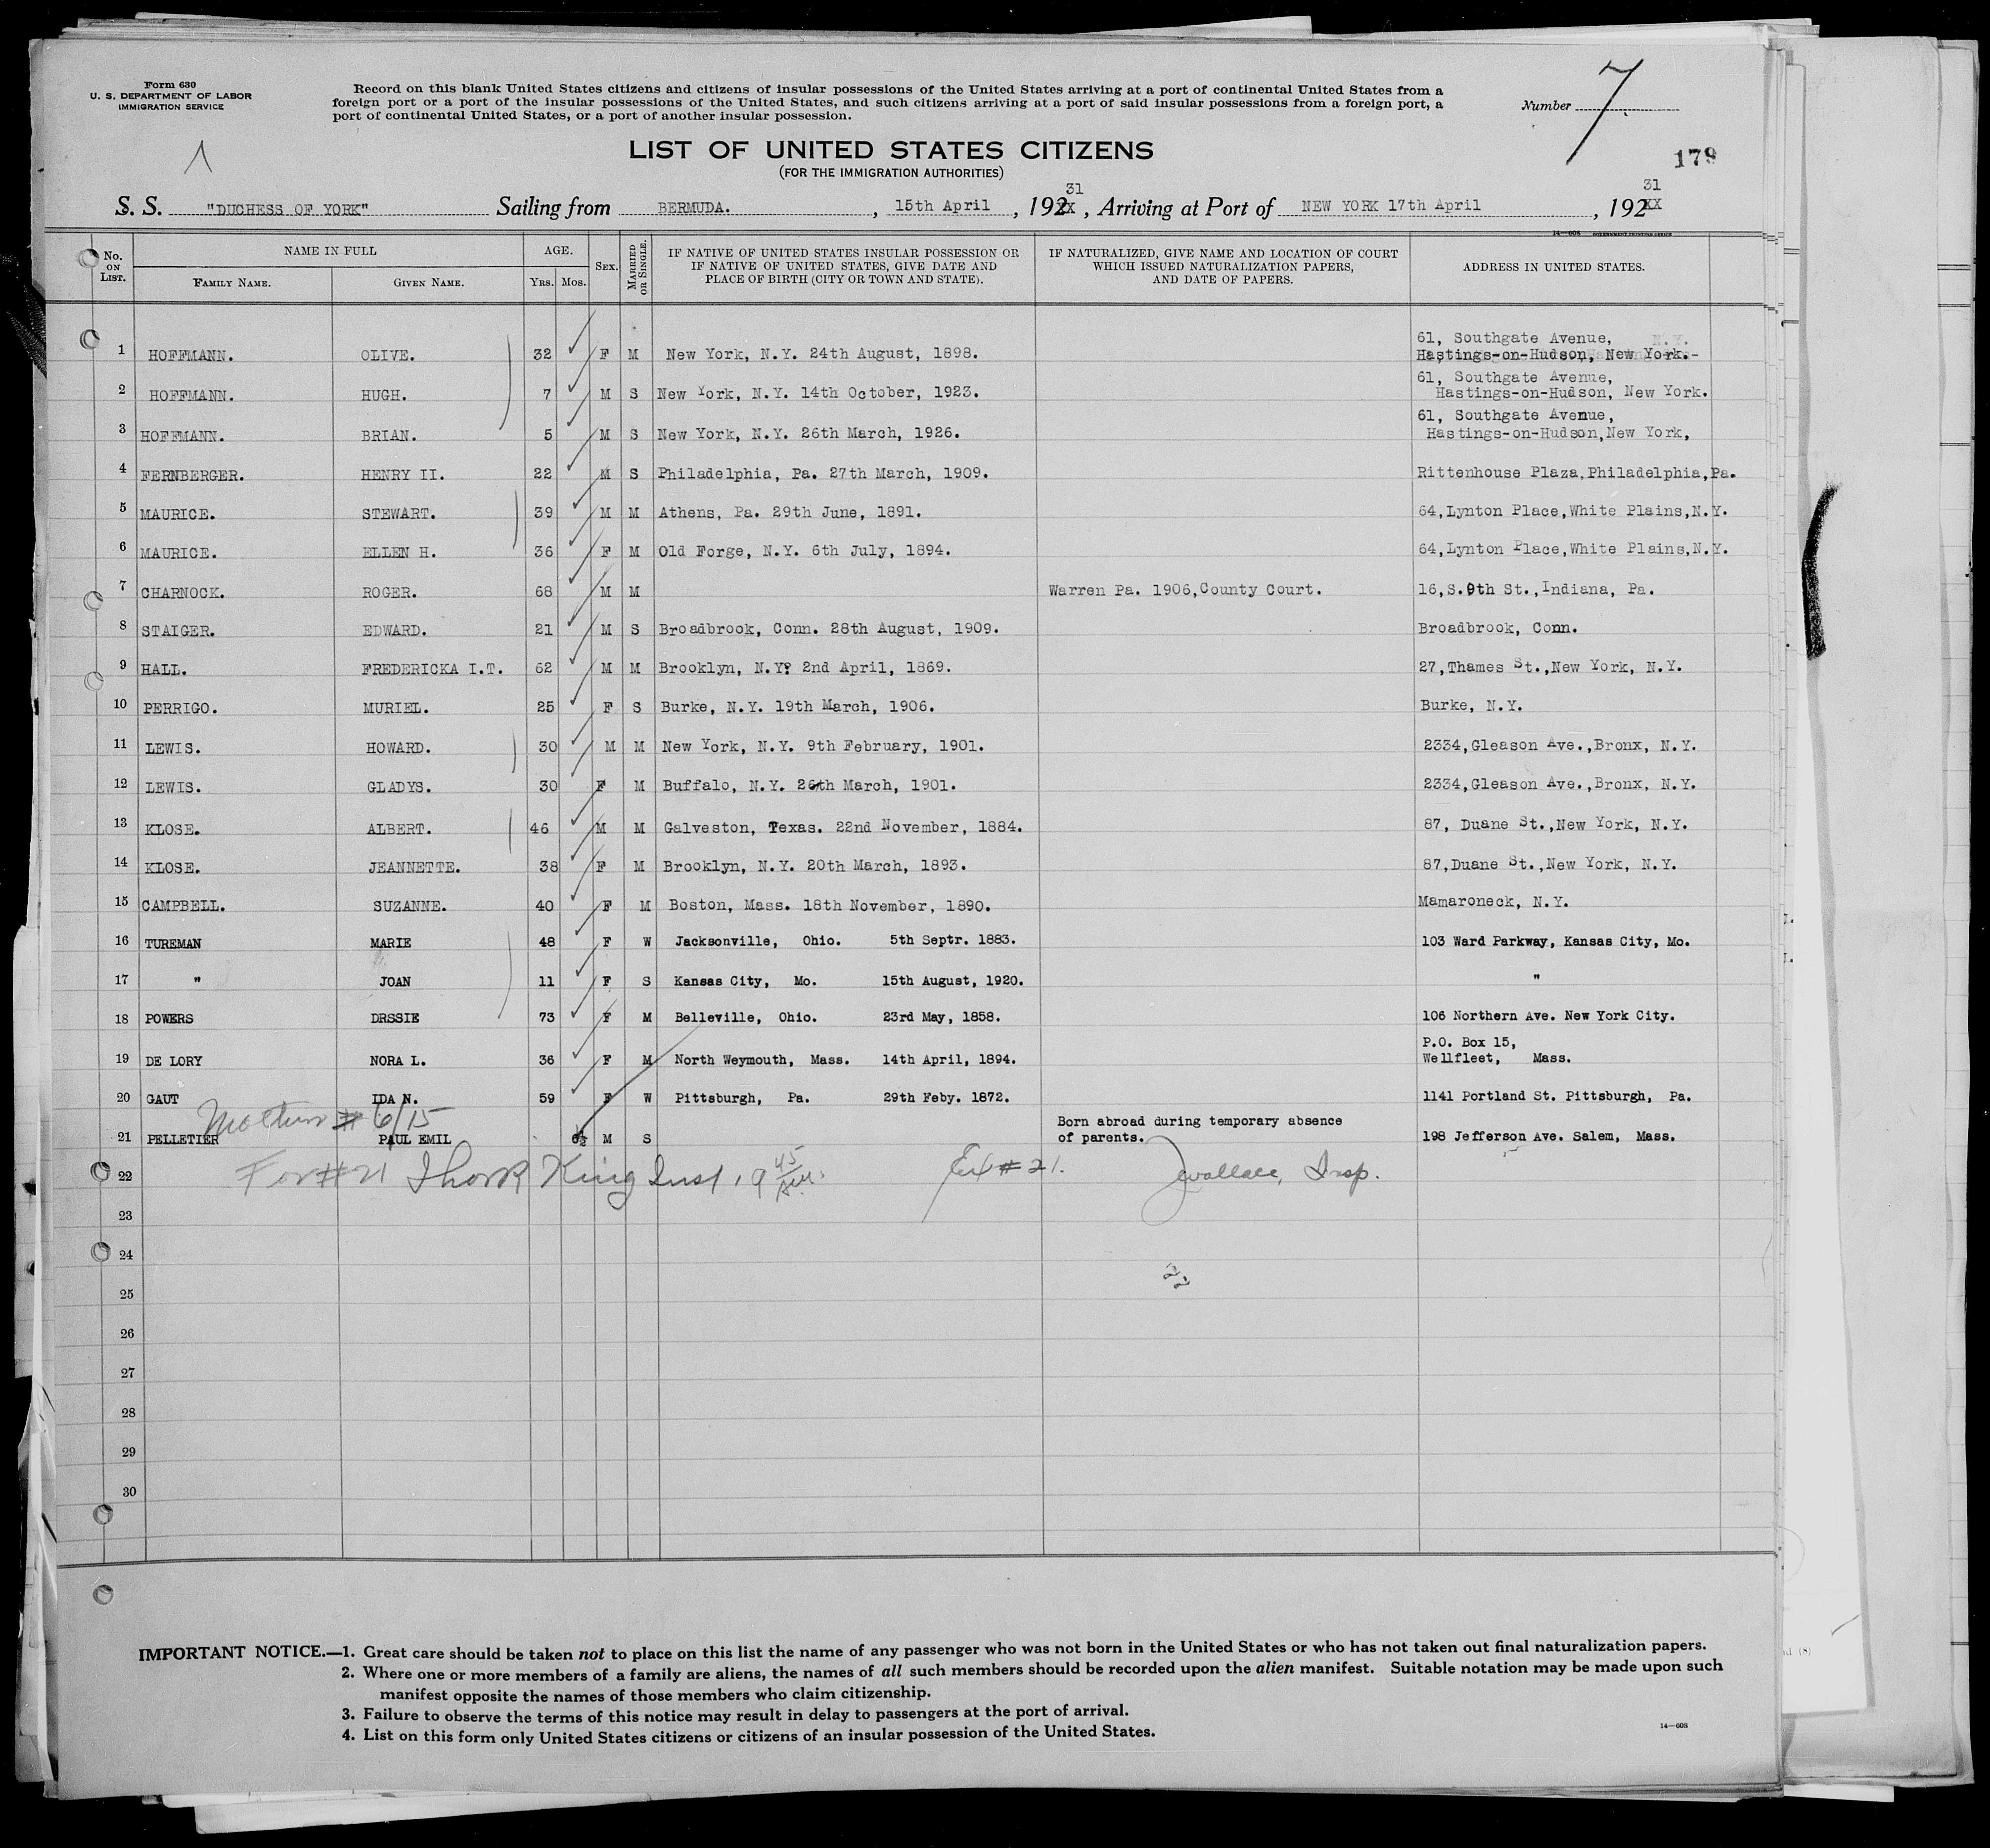 Form 630
U. S. DEPARTMENT OF LABOR
IMMIGRATION SERVICE
Record on this blank United States citizens and citizens of insular possessions of the United States arriving at a port of continental United States from a
foreign port or a port of the insular possessions of the United States, and such citizens arriving at a port of said insular possessions from a foreign port, a
port of continental United States, or a port of another insular possession.
Number 7
179
LIST OF UNITED STATES CITIZENS
(FOR THE IMMIGRATION AUTHORITIES)
S. S. "DUCHESS OF YORK" Sailing from BERMUDA. , 15th April , 192XX 31 , Arriving at Port of NEW YORK 17th April , 192XX 31
14—608 GOVERNMENT PRINTING OFFICE
No. ON LIST. NAME IN FULL AGE. SEX. MARRIED OR SINGLE. IF NATIVE OF UNITED STATES INSULAR POSSESSION OR IF NATIVE OF UNITED STATES, GIVE DATE AND PLACE OF BIRTH (CITY OR TOWN AND STATE). IF NATURALIZED, GIVE NAME AND LOCATION OF COURT WHICH ISSUED NATURALIZATION PAPERS, AND DATE OF PAPERS. ADDRESS IN UNITED STATES.
FAMILY NAME. GIVEN NAME. YRS. MOS.
1 HOFFMANN. OLIVE. 32 F M New York, N.Y. 24th August, 1898. 61, Southgate Avenue, Hastings-on-Hudson, New York.-
2 HOFFMANN. HUGH. 7 M S New York, N.Y. 14th October, 1923. 61, Southgate Avenue, Hastings-on-Hudson, New York.
3 HOFFMANN. BRIAN. 5 M S New York, N.Y. 26th March, 1926. 61, Southgate Avenue, Hastings-on-Hudson,New York,
4 FERNBERGER. HENRY II. 22 M S Philadelphia, Pa. 27th March, 1909. Rittenhouse Plaza,Philadelphia,Pa.
5 MAURICE. STEWART. 39 M M Athens, Pa. 29th June, 1891. 64,Lynton Place,White Plains,N.Y.
6 MAURICE. ELLEN H. 36 F M Old Forge, N.Y. 6th July, 1894. 64,Lynton Place,White Plains,N.Y.
7 CHARNOCK. ROGER. 68 M M Warren Pa. 1906,County Court. 16,S.9th St.,Indiana, Pa.
8 STAIGER. EDWARD. 21 M S Broadbrook, Conn. 28th August, 1909. Broadbrook, Conn.
9 HALL. FREDERICKA I.T. 62 M M Brooklyn, N.Y. 2nd April, 1869. 27,Thames St.,New York, N.Y.
10 PERRIGO. MURIEL. 25 F S Burke, N.Y. 19th March, 1906. Burke, N.Y.
11 LEWIS. HOWARD. 30 M M New York, N.Y. 9th February, 1901. 2334,Gleason Ave.,Bronx, N.Y.
12 LEWIS. GLADYS. 30 F M Buffalo, N.Y. 26th March, 1901. 2334,Gleason Ave.,Bronx, N.Y.
13 KLOSE. ALBERT. 46 M M Galveston, Texas. 22nd November, 1884. 87, Duane St.,New York, N.Y.
14 KLOSE. JEANNETTE. 38 F M Brooklyn, N.Y. 20th March, 1893. 87,Duane St.,New York, N.Y.
15 CAMPBELL. SUZANNE. 40 F M Boston, Mass. 18th November, 1890. Mamaroneck, N.Y.
16 TUREMAN MARIE 48 F W Jacksonville, Ohio. 5th Septr. 1883. 103 Ward Parkway, Kansas City, Mo.
17 " JOAN 11 F S Kansas City, Mo. 15th August, 1920. "
18 POWERS DRSSIE 73 F M Belleville, Ohio. 23rd May, 1858. 106 Northern Ave. New York City.
19 DE LORY NORA L. 36 F M North Weymouth, Mass. 14th April, 1894. P.O. Box 15, Wellfleet, Mass.
20 GAUT IDA N. 59 F W Pittsburgh, Pa. 29th Feby. 1872. 1141 Portland St. Pittsburgh, Pa.
Mother # 6/15
21 PELLETIER PAUL EMIL M S Born abroad during temporary absence of parents. 198 Jefferson Ave. Salem, Mass.
22 For #21 King Inst, 9 45 # 21. Wallace, Insp.
23
24
22
25
26
27
28
29
30
IMPORTANT NOTICE.—1. Great care should be taken not to place on this list the name of any passenger who was not born in the United States or who has not taken out final naturalization papers.
2. Where one or more members of a family are aliens, the names of all such members should be recorded upon the alien manifest. Suitable notation may be made upon such
manifest opposite the names of those members who claim citizenship.
3. Failure to observe the terms of this notice may result in delay to passengers at the port of arrival.
4. List on this form only United States citizens or citizens of an insular possession of the United States.
14—608